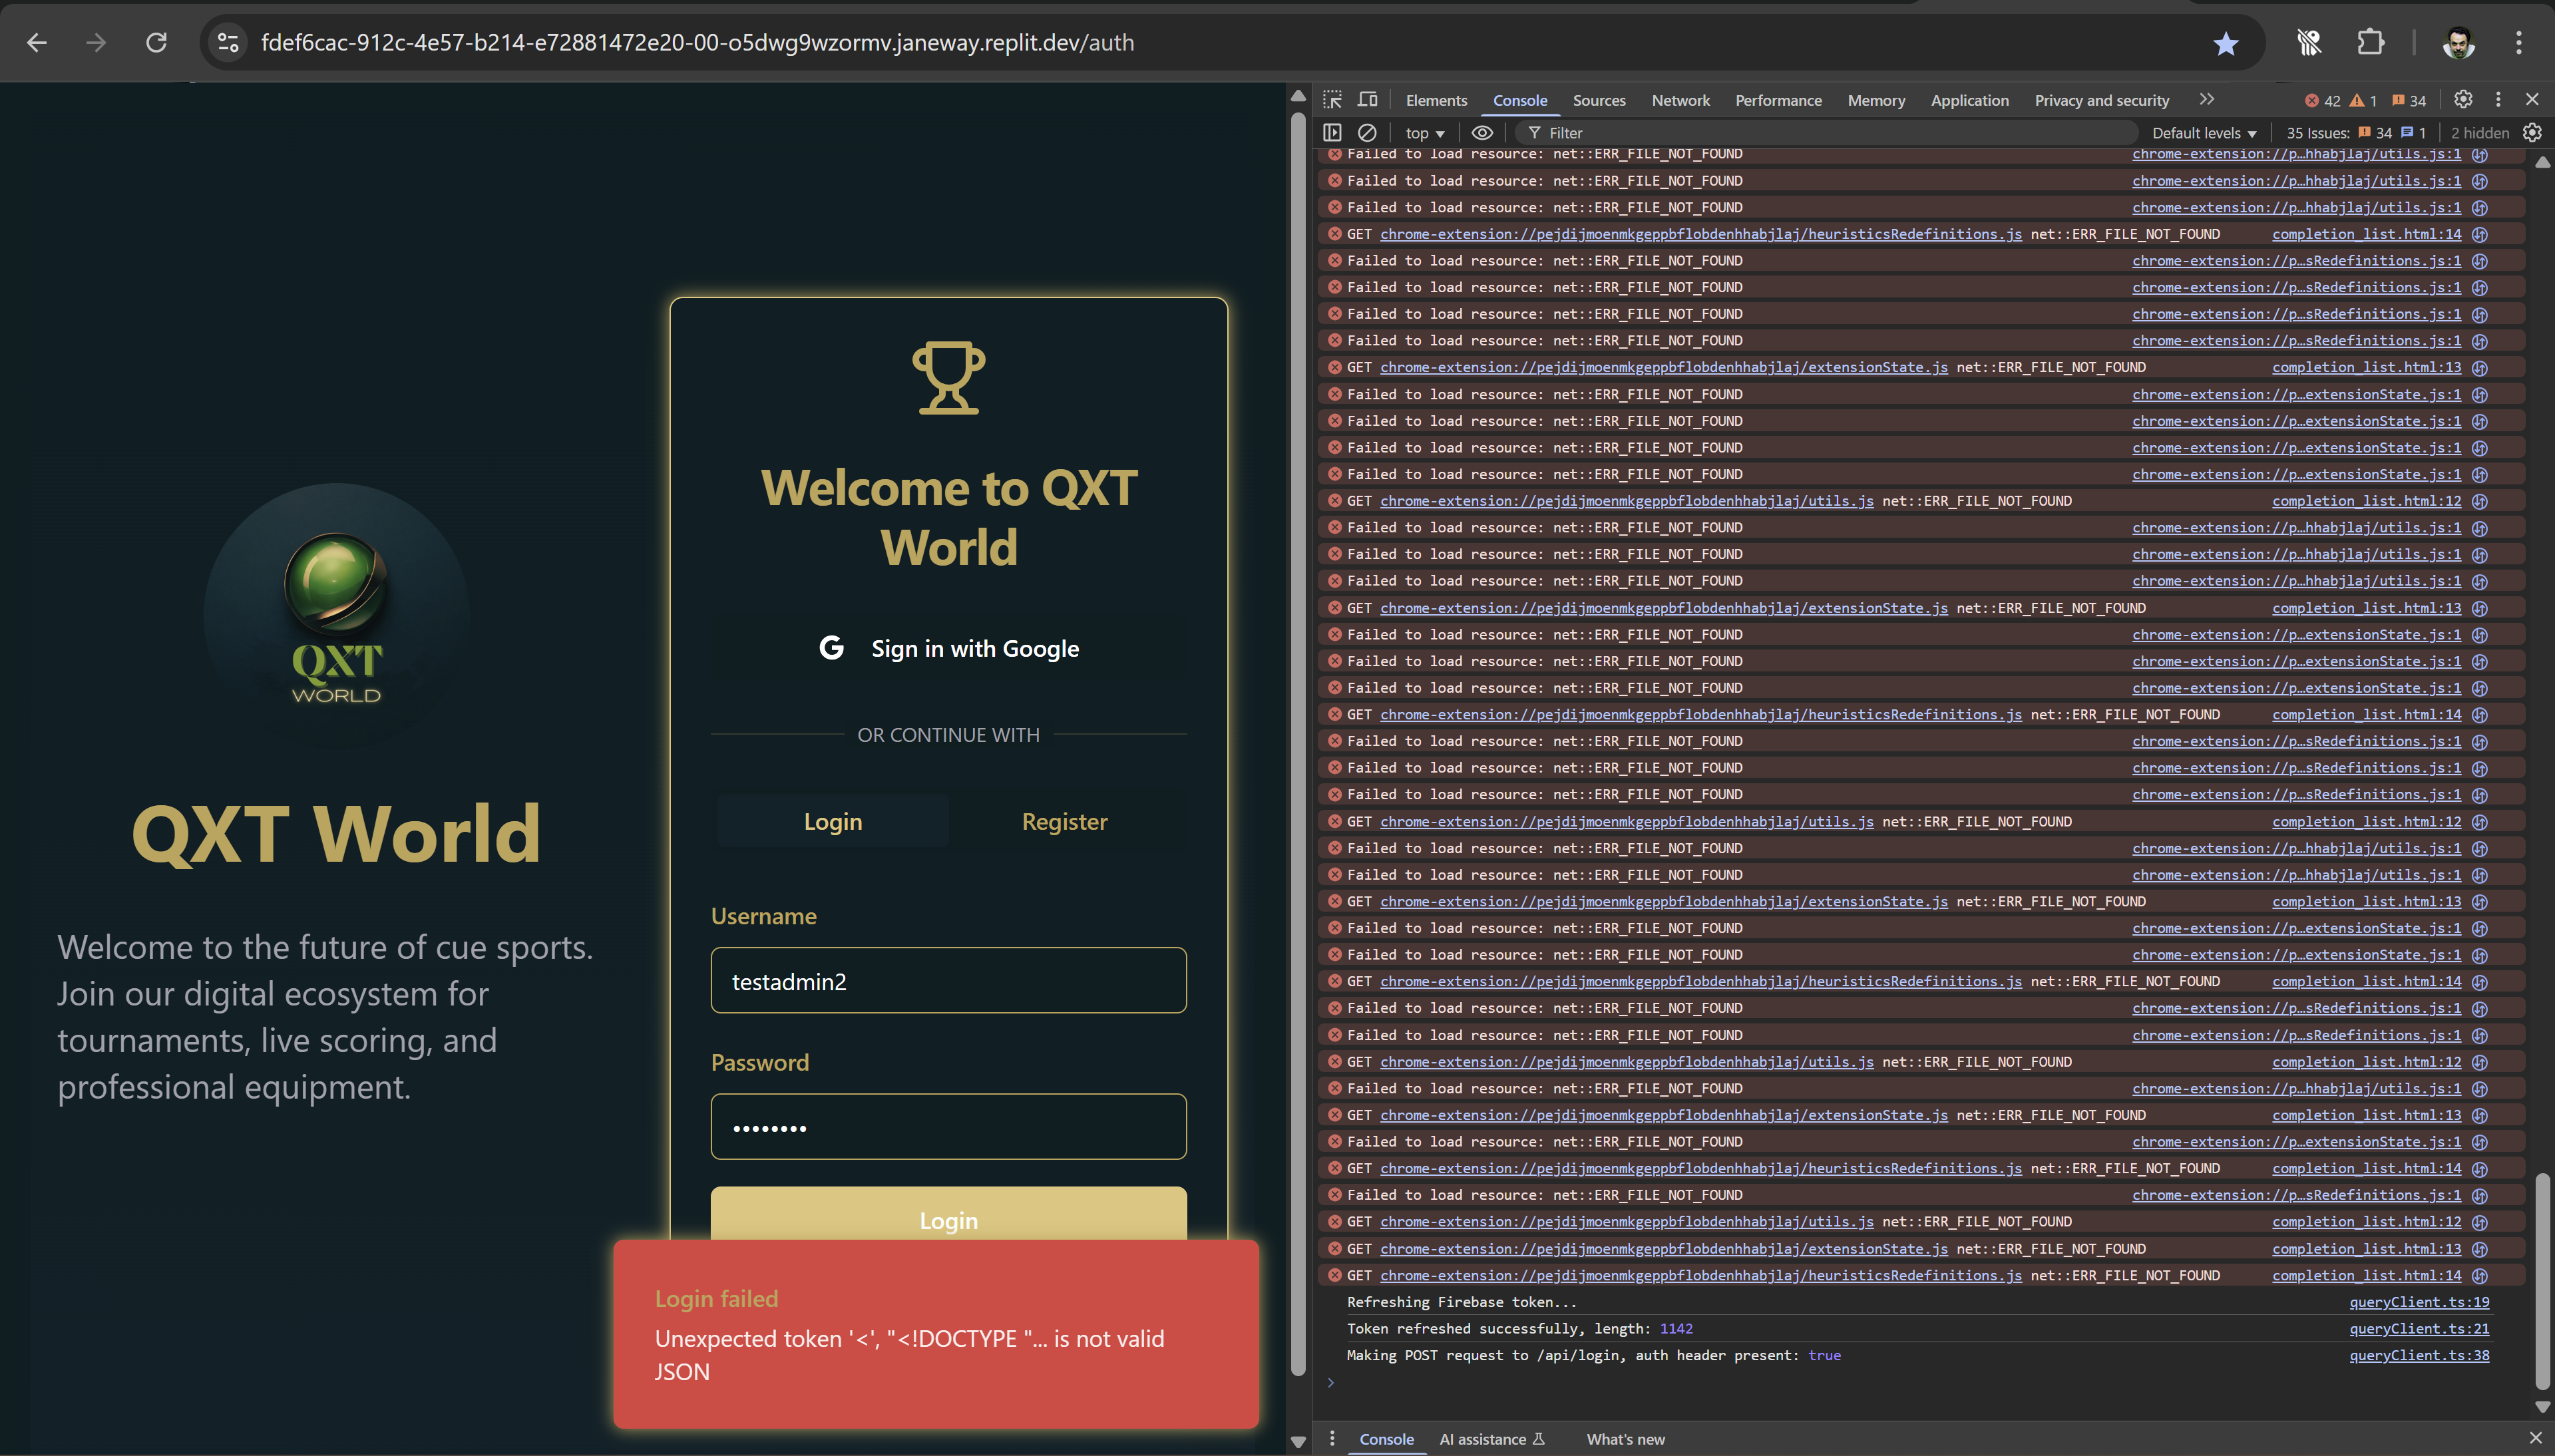 fdef6cac-912c-4e57-b214-e72881472e20-00-o5dwg9wzormv.janeway.replit.dev/auth
QXT
WORLD
QXT World
Welcome to the future of cue sports.
Join our digital ecosystem for
tournaments, live scoring, and
professional equipment.
Welcome to QXT
World
G Sign in with Google
OR CONTINUE WITH
Login Register
Username
testadmin2
Password
••••••••
Login
Login failed
Unexpected token '<', "<!DOCTYPE "... is not valid
JSON
Elements Console Sources Network Performance Memory Application Privacy and security 42 1 34
top Filter Default levels 35 Issues: 34 1 2 hidden
Failed to load resource: net::ERR_FILE_NOT_FOUND chrome-extension://p…hhabjlaj/utils.js:1
Failed to load resource: net::ERR_FILE_NOT_FOUND chrome-extension://p…hhabjlaj/utils.js:1
Failed to load resource: net::ERR_FILE_NOT_FOUND chrome-extension://p…hhabjlaj/utils.js:1
GET chrome-extension://pejdijmoenmkgeppbflobdenhhabjlaj/heuristicsRedefinitions.js net::ERR_FILE_NOT_FOUND completion_list.html:14
Failed to load resource: net::ERR_FILE_NOT_FOUND chrome-extension://p…sRedefinitions.js:1
Failed to load resource: net::ERR_FILE_NOT_FOUND chrome-extension://p…sRedefinitions.js:1
Failed to load resource: net::ERR_FILE_NOT_FOUND chrome-extension://p…sRedefinitions.js:1
Failed to load resource: net::ERR_FILE_NOT_FOUND chrome-extension://p…sRedefinitions.js:1
GET chrome-extension://pejdijmoenmkgeppbflobdenhhabjlaj/extensionState.js net::ERR_FILE_NOT_FOUND completion_list.html:13
Failed to load resource: net::ERR_FILE_NOT_FOUND chrome-extension://p…extensionState.js:1
Failed to load resource: net::ERR_FILE_NOT_FOUND chrome-extension://p…extensionState.js:1
Failed to load resource: net::ERR_FILE_NOT_FOUND chrome-extension://p…extensionState.js:1
Failed to load resource: net::ERR_FILE_NOT_FOUND chrome-extension://p…extensionState.js:1
GET chrome-extension://pejdijmoenmkgeppbflobdenhhabjlaj/utils.js net::ERR_FILE_NOT_FOUND completion_list.html:12
Failed to load resource: net::ERR_FILE_NOT_FOUND chrome-extension://p…hhabjlaj/utils.js:1
Failed to load resource: net::ERR_FILE_NOT_FOUND chrome-extension://p…hhabjlaj/utils.js:1
Failed to load resource: net::ERR_FILE_NOT_FOUND chrome-extension://p…hhabjlaj/utils.js:1
GET chrome-extension://pejdijmoenmkgeppbflobdenhhabjlaj/extensionState.js net::ERR_FILE_NOT_FOUND completion_list.html:13
Failed to load resource: net::ERR_FILE_NOT_FOUND chrome-extension://p…extensionState.js:1
Failed to load resource: net::ERR_FILE_NOT_FOUND chrome-extension://p…extensionState.js:1
Failed to load resource: net::ERR_FILE_NOT_FOUND chrome-extension://p…extensionState.js:1
GET chrome-extension://pejdijmoenmkgeppbflobdenhhabjlaj/heuristicsRedefinitions.js net::ERR_FILE_NOT_FOUND completion_list.html:14
Failed to load resource: net::ERR_FILE_NOT_FOUND chrome-extension://p…sRedefinitions.js:1
Failed to load resource: net::ERR_FILE_NOT_FOUND chrome-extension://p…sRedefinitions.js:1
Failed to load resource: net::ERR_FILE_NOT_FOUND chrome-extension://p…sRedefinitions.js:1
GET chrome-extension://pejdijmoenmkgeppbflobdenhhabjlaj/utils.js net::ERR_FILE_NOT_FOUND completion_list.html:12
Failed to load resource: net::ERR_FILE_NOT_FOUND chrome-extension://p…hhabjlaj/utils.js:1
Failed to load resource: net::ERR_FILE_NOT_FOUND chrome-extension://p…hhabjlaj/utils.js:1
GET chrome-extension://pejdijmoenmkgeppbflobdenhhabjlaj/extensionState.js net::ERR_FILE_NOT_FOUND completion_list.html:13
Failed to load resource: net::ERR_FILE_NOT_FOUND chrome-extension://p…extensionState.js:1
Failed to load resource: net::ERR_FILE_NOT_FOUND chrome-extension://p…extensionState.js:1
GET chrome-extension://pejdijmoenmkgeppbflobdenhhabjlaj/heuristicsRedefinitions.js net::ERR_FILE_NOT_FOUND completion_list.html:14
Failed to load resource: net::ERR_FILE_NOT_FOUND chrome-extension://p…sRedefinitions.js:1
Failed to load resource: net::ERR_FILE_NOT_FOUND chrome-extension://p…sRedefinitions.js:1
GET chrome-extension://pejdijmoenmkgeppbflobdenhhabjlaj/utils.js net::ERR_FILE_NOT_FOUND completion_list.html:12
Failed to load resource: net::ERR_FILE_NOT_FOUND chrome-extension://p…hhabjlaj/utils.js:1
GET chrome-extension://pejdijmoenmkgeppbflobdenhhabjlaj/extensionState.js net::ERR_FILE_NOT_FOUND completion_list.html:13
Failed to load resource: net::ERR_FILE_NOT_FOUND chrome-extension://p…extensionState.js:1
GET chrome-extension://pejdijmoenmkgeppbflobdenhhabjlaj/heuristicsRedefinitions.js net::ERR_FILE_NOT_FOUND completion_list.html:14
Failed to load resource: net::ERR_FILE_NOT_FOUND chrome-extension://p…sRedefinitions.js:1
GET chrome-extension://pejdijmoenmkgeppbflobdenhhabjlaj/utils.js net::ERR_FILE_NOT_FOUND completion_list.html:12
GET chrome-extension://pejdijmoenmkgeppbflobdenhhabjlaj/extensionState.js net::ERR_FILE_NOT_FOUND completion_list.html:13
GET chrome-extension://pejdijmoenmkgeppbflobdenhhabjlaj/heuristicsRedefinitions.js net::ERR_FILE_NOT_FOUND completion_list.html:14
Refreshing Firebase token... queryClient.ts:19
Token refreshed successfully, length: 1142 queryClient.ts:21
Making POST request to /api/login, auth header present: true queryClient.ts:38
Console AI assistance What's new